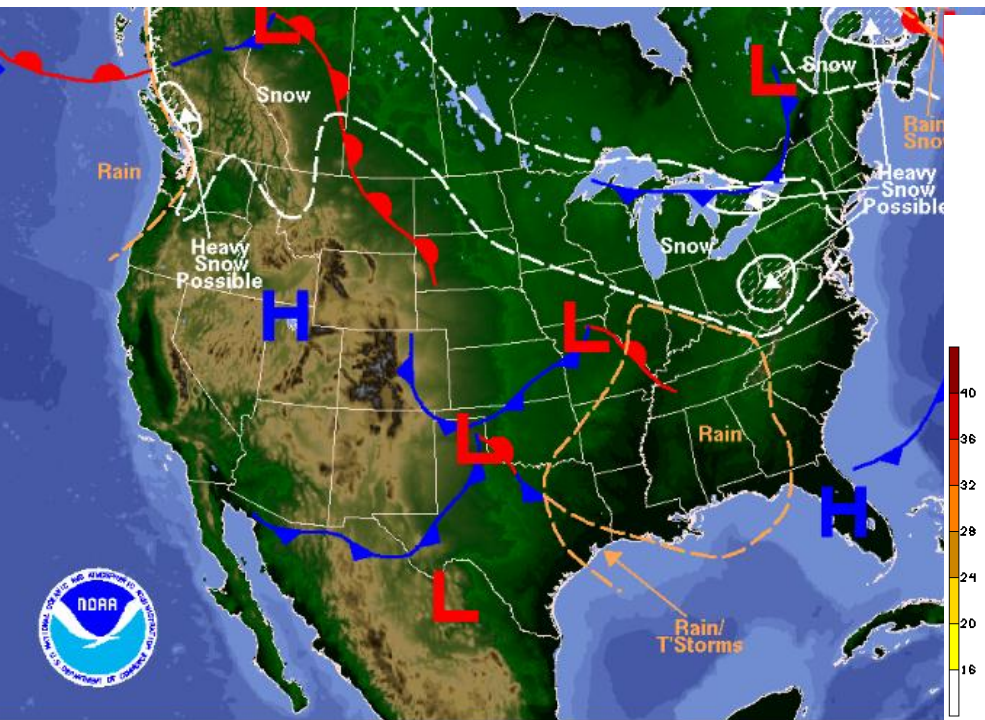 L
L
Snow
Snow
Rain
Snow
Rain
Heavy
Snow
Possible
Snow
Heavy
Snow
Possible
H
L
L
Rain
H
L
Rain/
T'Storms
NOAA
40
36
32
28
24
20
16